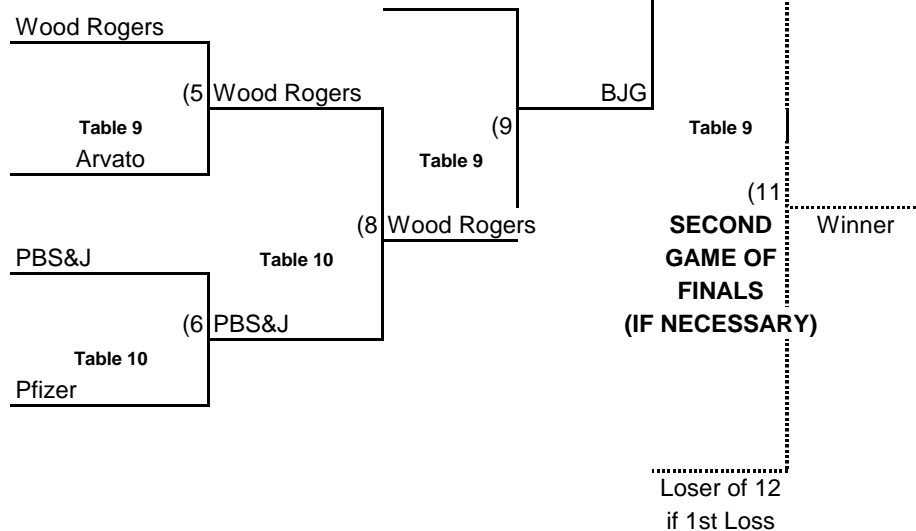 Wood Rogers
(5 Wood Rogers
BJG
Table 9
(9
Table 9
Arvato
Table 9
(11
(8 Wood Rogers
SECOND
GAME OF
FINALS
(IF NECESSARY)
Winner
PBS&J
Table 10
(6 PBS&J
Table 10
Pfizer
Loser of 12
if 1st Loss